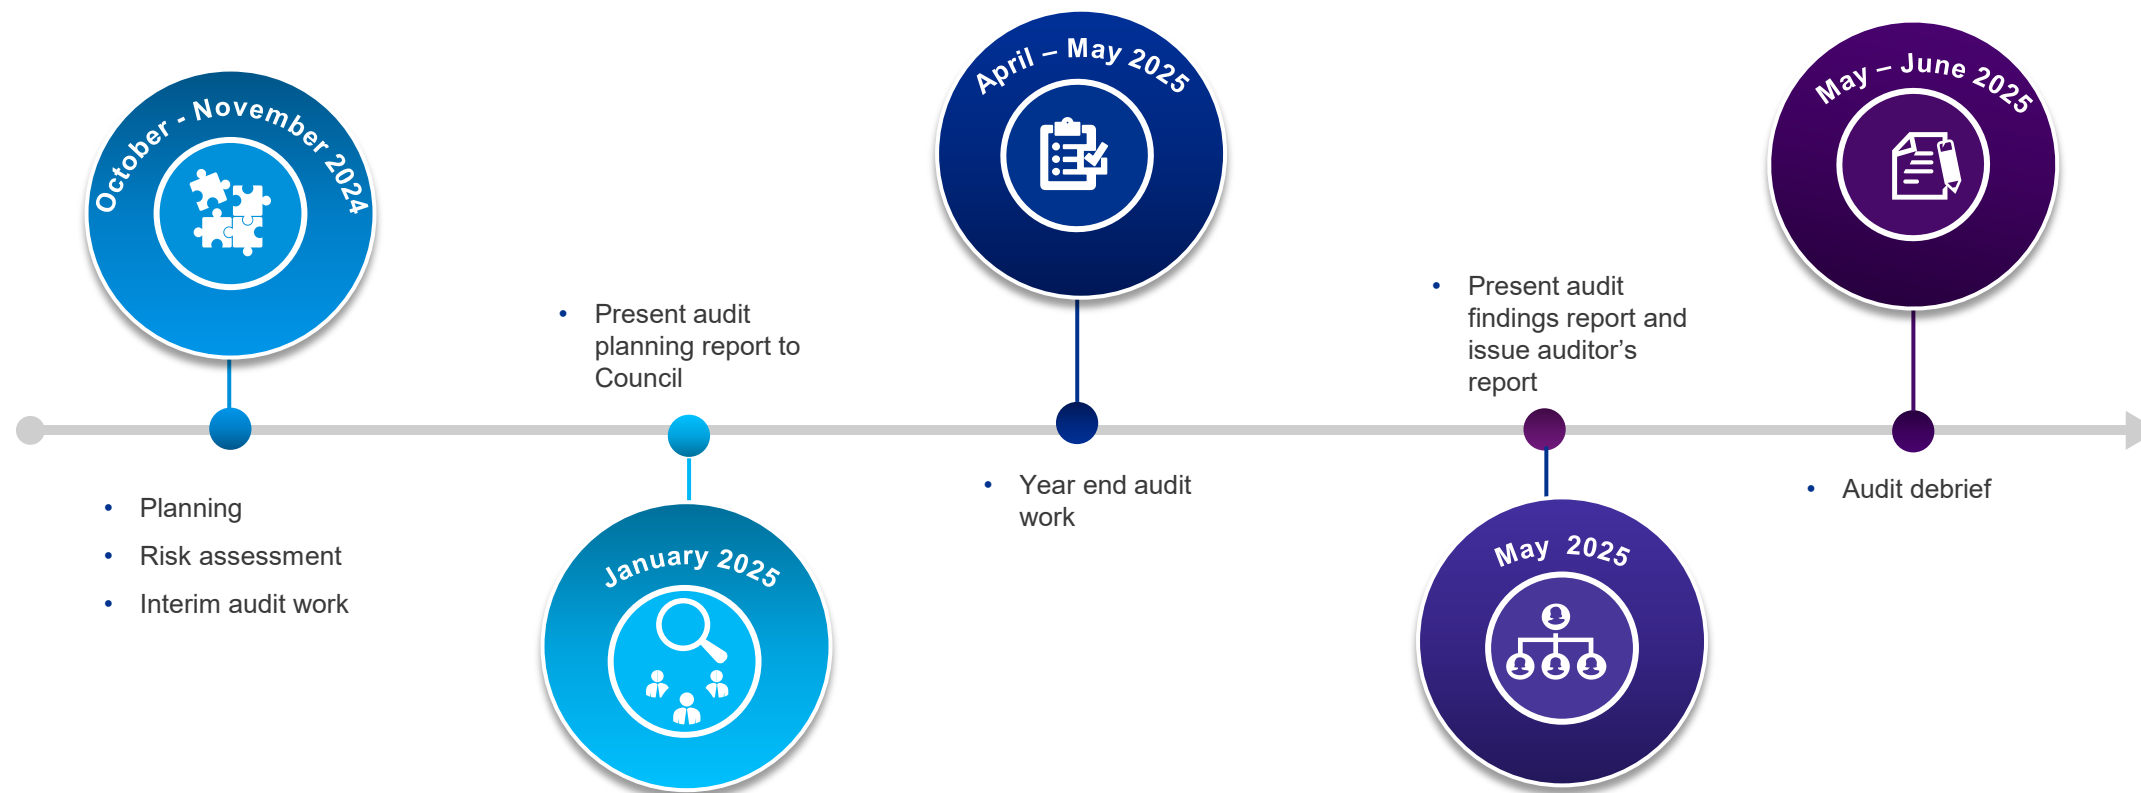 October - November 2024
• Planning
• Risk assessment
• Interim audit work
• Present audit
planning report to
Council
January 2025
April – May 2025
• Year end audit
work
• Present audit
findings report and
issue auditor’s
report
May 2025
May – June 2025
• Audit debrief